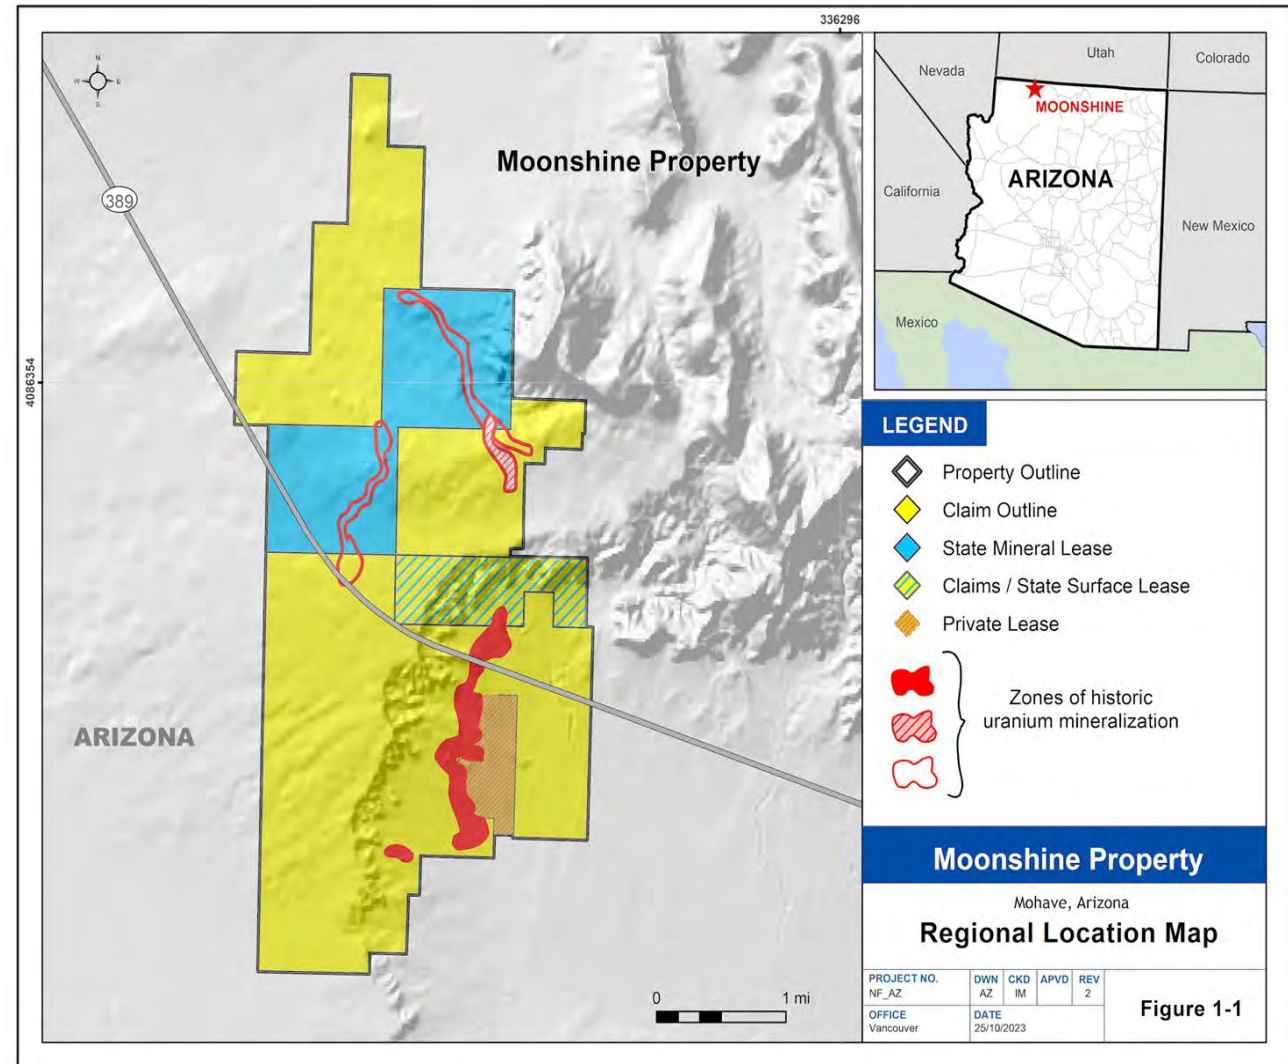 336296
4086354
N
W
E
S
389
Moonshine Property
ARIZONA
0
1 mi
Nevada
Utah
Colorado
MOONSHINE
ARIZONA
California
New Mexico
Mexico
LEGEND
Property Outline
Claim Outline
State Mineral Lease
Claims / State Surface Lease
Private Lease
Zones of historic
uranium mineralization
Moonshine Property
Mohave, Arizona
Regional Location Map
PROJECT NO. DWN CKD APVD REV
NF_AZ AZ IM 2
OFFICE DATE
Vancouver 25/10/2023
Figure 1-1